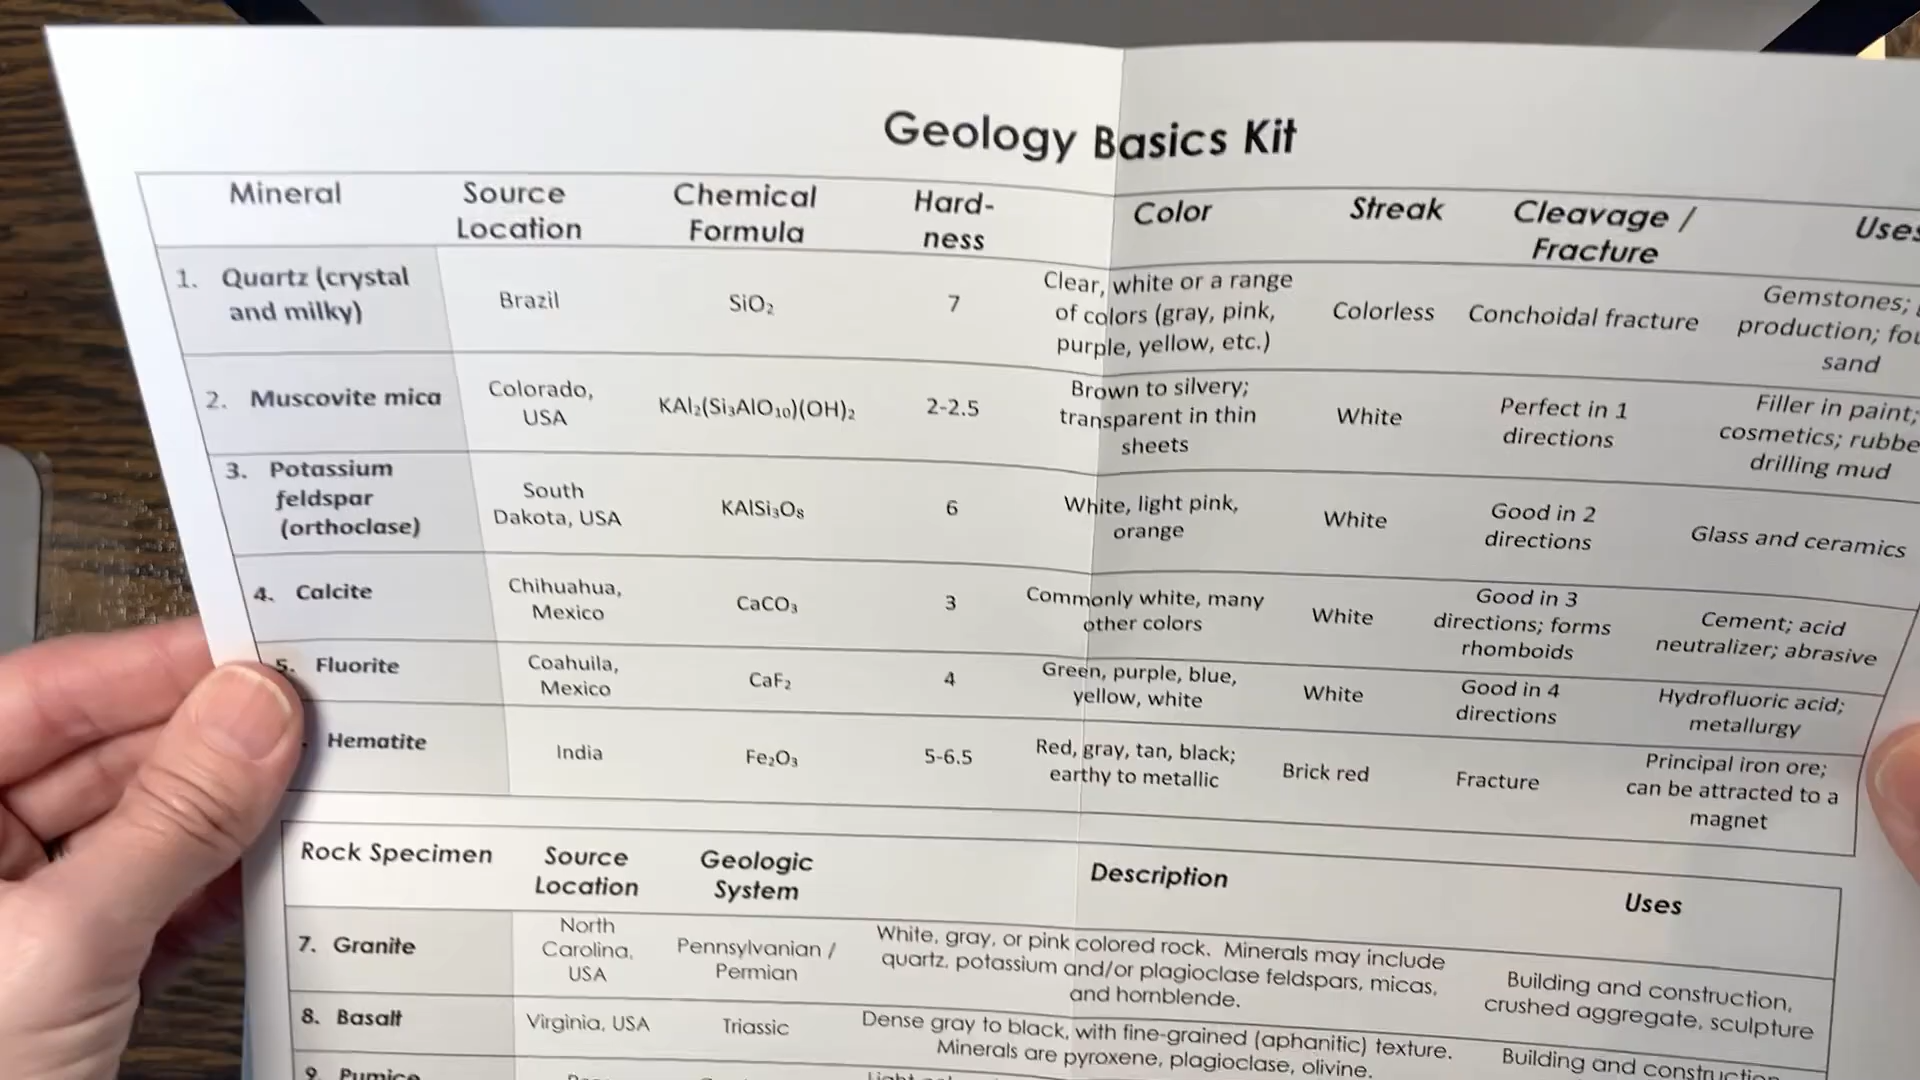 Geology Basics Kit
Mineral
Source
Location
Chemical
Formula
Hard-
ness
Color
Streak
Cleavage /
Fracture
Uses
1. Quartz (crystal
and milky)
Brazil
SiO₂
7
Clear, white or a range
of colors (gray, pink,
purple, yellow, etc.)
Colorless
Conchoidal fracture
Gemstones;
production;
sand
2. Muscovite mica
Colorado,
USA
KAl₂(Si₃AlO₁₀)(OH)₂
2-2.5
Brown to silvery;
transparent in thin
sheets
White
Perfect in 1
directions
Filler in paint;
cosmetics;
drilling mud
3. Potassium
feldspar
(orthoclase)
South
Dakota, USA
KAlSi₃O₈
6
White, light pink,
orange
White
Good in 2
directions
Glass and ceramics
4. Calcite
Chihuahua,
Mexico
CaCO₃
3
Commonly white, many
other colors
White
Good in 3
directions; forms
rhomboids
Cement; acid
neutralizer; abrasive
5. Fluorite
Coahuila,
Mexico
CaF₂
4
Green, purple, blue,
yellow, white
White
Good in 4
directions
Hydrofluoric acid;
metallurgy
Hematite
India
Fe₂O₃
5-6.5
Red, gray, tan, black;
earthy to metallic
Brick red
Fracture
Principal iron ore;
can be attracted to a
magnet
Rock Specimen
Source
Location
Geologic
System
Description
Uses
7. Granite
North
Carolina,
USA
Pennsylvanian /
Permian
White, gray, or pink colored rock. Minerals may include
quartz, potassium and/or plagioclase feldspars, micas,
and hornblende.
Building and construction,
crushed aggregate, sculpture
8. Basalt
Virginia, USA
Triassic
Dense gray to black, with fine-grained (aphanitic) texture.
Minerals are pyroxene, plagioclase, olivine.
Building and construction
9. Pumice